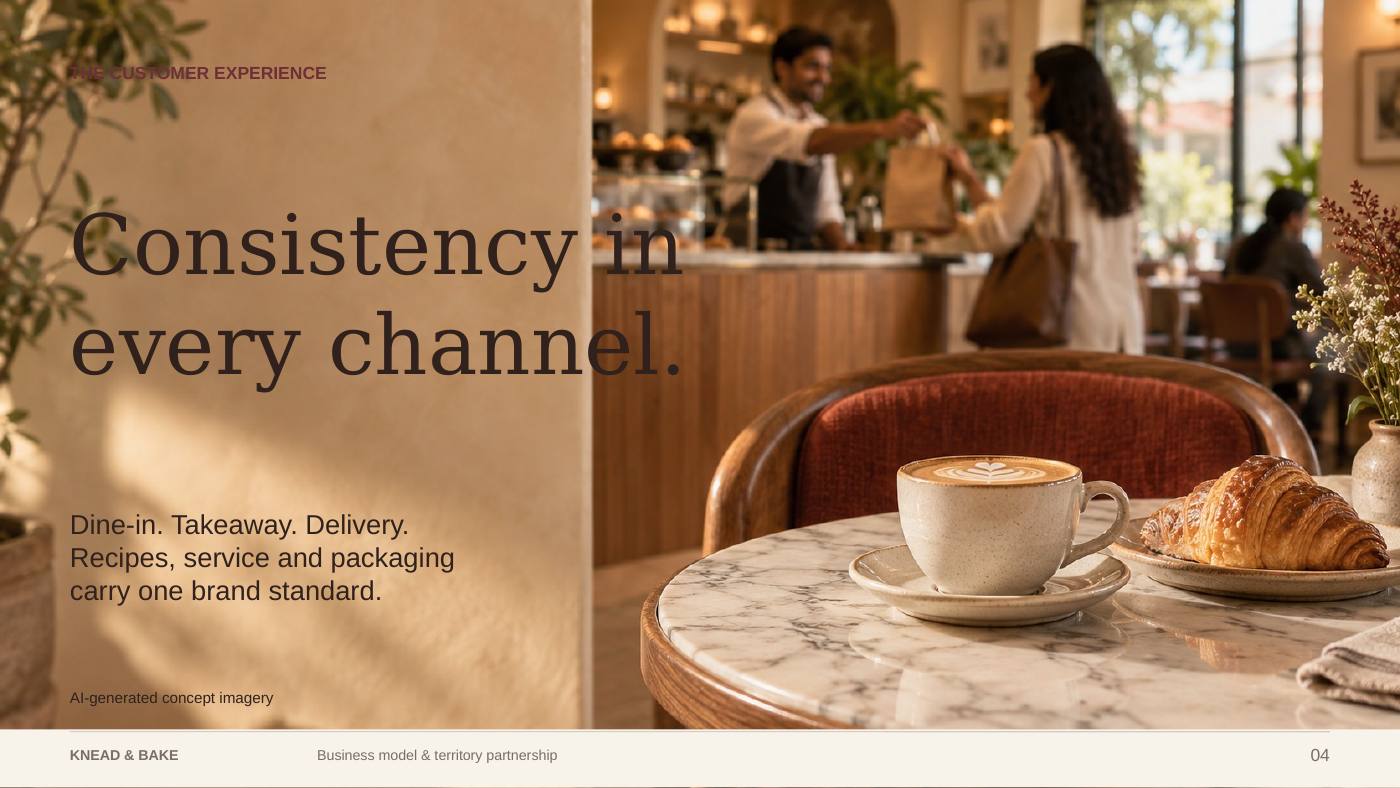 THE CUSTOMER EXPERIENCE
Consistency in
every channel.
Dine-in. Takeaway. Delivery.
Recipes, service and packaging
carry one brand standard.
AI-generated concept imagery
KNEAD & BAKE
Business model & territory partnership
04